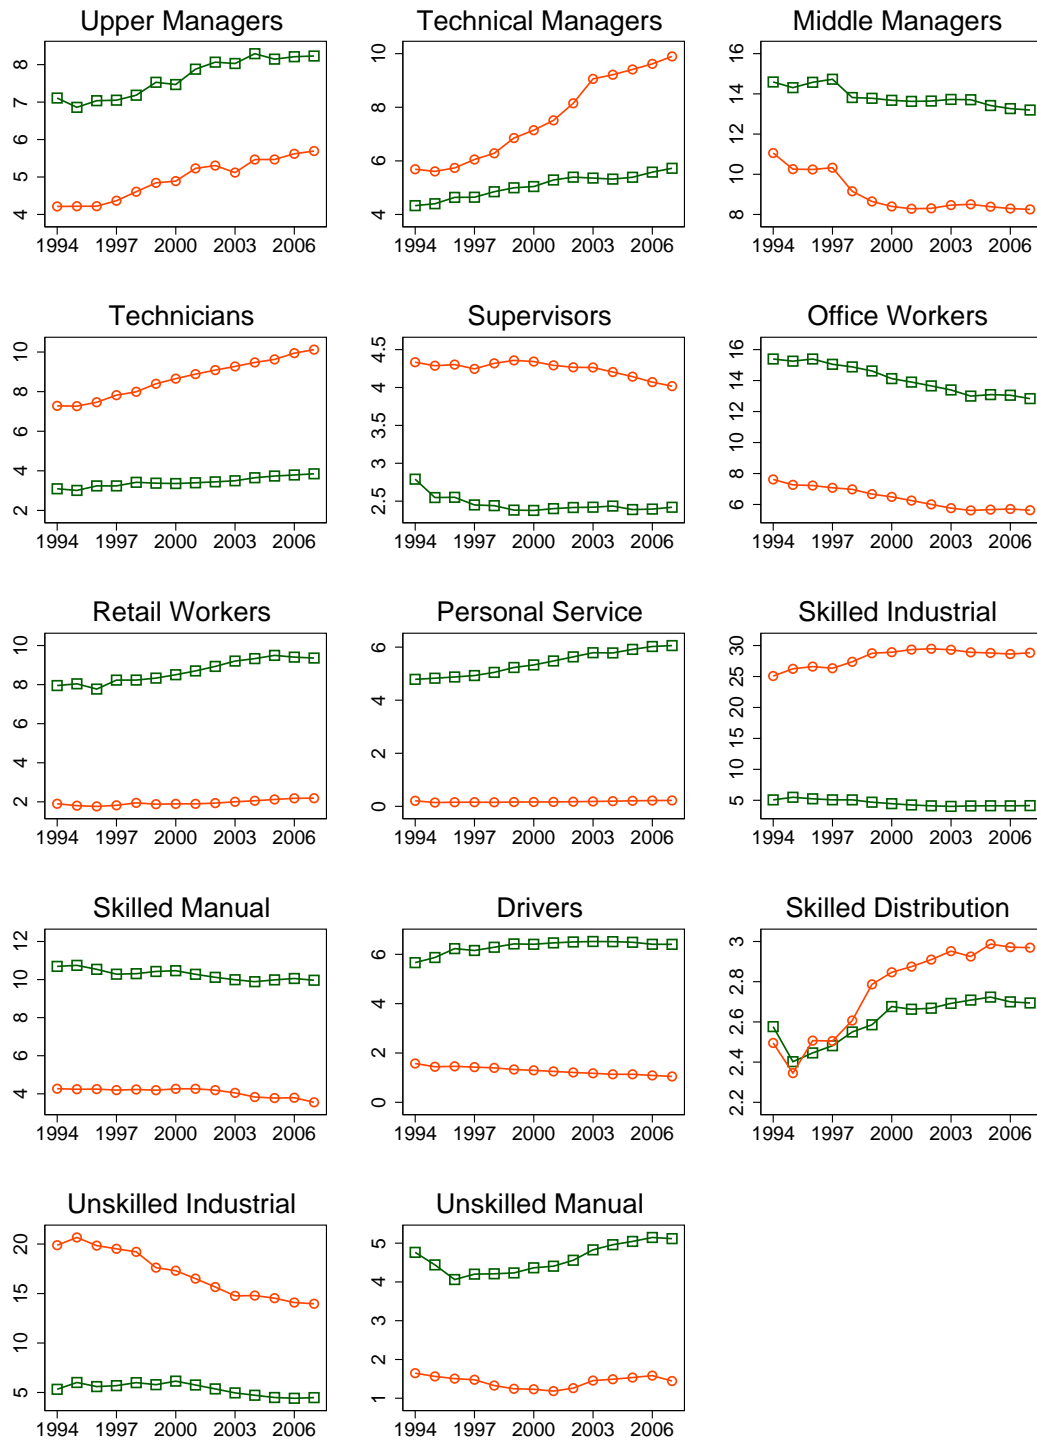 Upper Managers
8
7
6
5
4
1994 1997 2000 2003 2006
Technical Managers
10
8
6
4
1994 1997 2000 2003 2006
Middle Managers
16
14
12
10
8
1994 1997 2000 2003 2006
Technicians
10
8
6
4
2
1994 1997 2000 2003 2006
Supervisors
4.5
4
3.5
3
2.5
1994 1997 2000 2003 2006
Office Workers
16
14
12
10
8
6
1994 1997 2000 2003 2006
Retail Workers
10
8
6
4
2
1994 1997 2000 2003 2006
Personal Service
6
4
2
0
1994 1997 2000 2003 2006
Skilled Industrial
30
25
20
15
10
5
1994 1997 2000 2003 2006
Skilled Manual
12
10
8
6
4
1994 1997 2000 2003 2006
Drivers
6
4
2
0
1994 1997 2000 2003 2006
Skilled Distribution
3
2.8
2.6
2.4
2.2
1994 1997 2000 2003 2006
Unskilled Industrial
20
15
10
5
1994 1997 2000 2003 2006
Unskilled Manual
5
4
3
2
1
1994 1997 2000 2003 2006